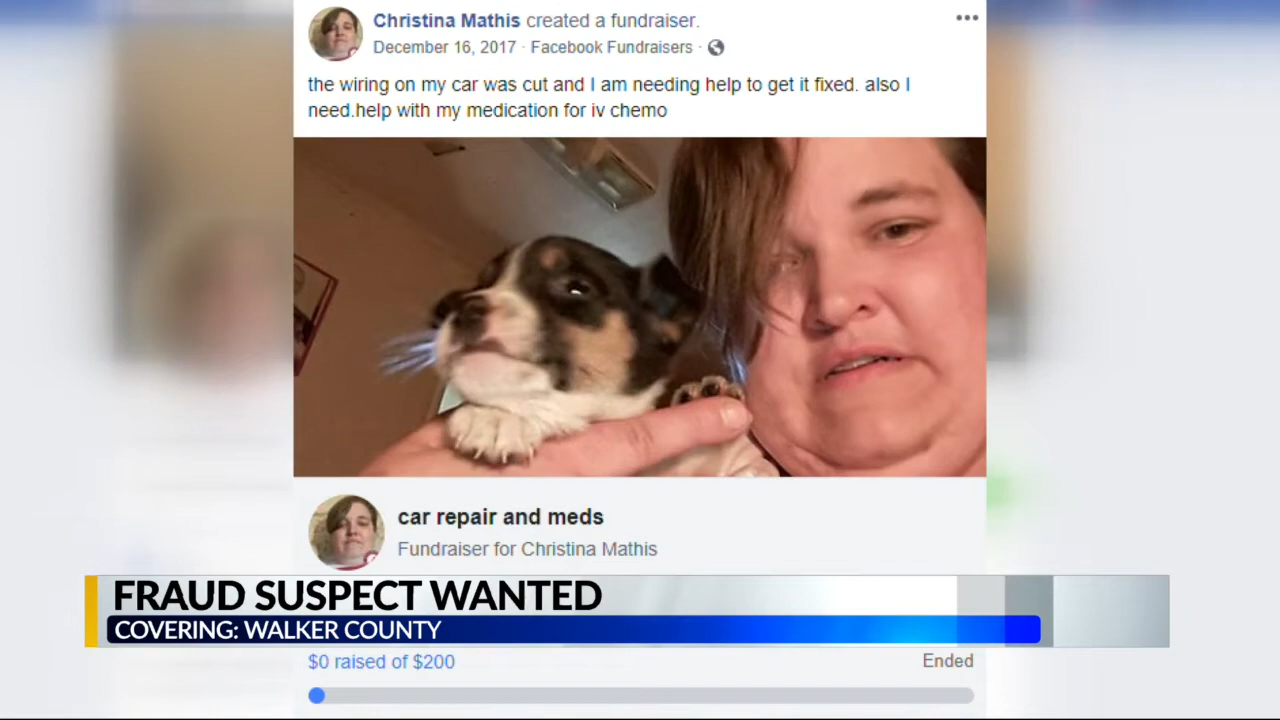 Christina Mathis created a fundraiser.
December 16, 2017 · Facebook Fundraisers ·
the wiring on my car was cut and I am needing help to get it fixed. also I
need.help with my medication for iv chemo
car repair and meds
Fundraiser for Christina Mathis
FRAUD SUSPECT WANTED
COVERING: WALKER COUNTY
$0 raised of $200 Ended